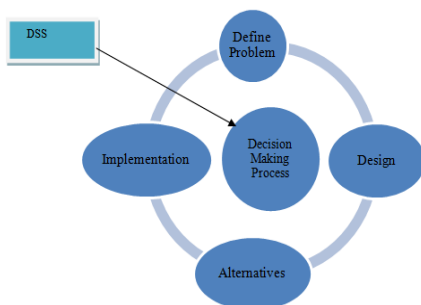 DSS
Define
Problem
Implementation
Decision
Making
Process
Design
Alternatives